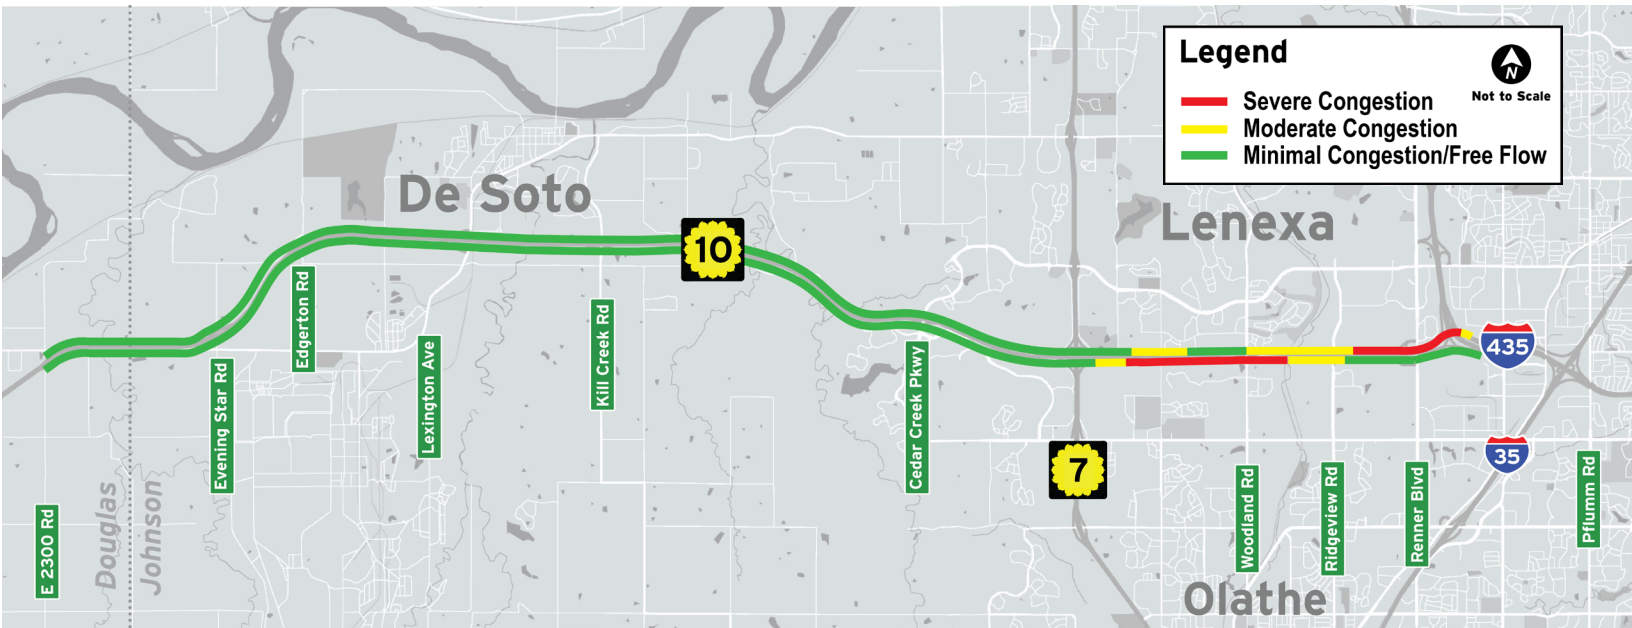 Legend
N
Not to Scale
Severe Congestion
Moderate Congestion
Minimal Congestion/Free Flow
De Soto
Lenexa
10
Edgerton Rd
Evening Star Rd
Lexington Ave
Kill Creek Rd
Cedar Creek Pkwy
435
7
35
E 2300 Rd
Douglas
Johnson
Woodland Rd
Ridgeview Rd
Renner Blvd
Pflumm Rd
Olathe